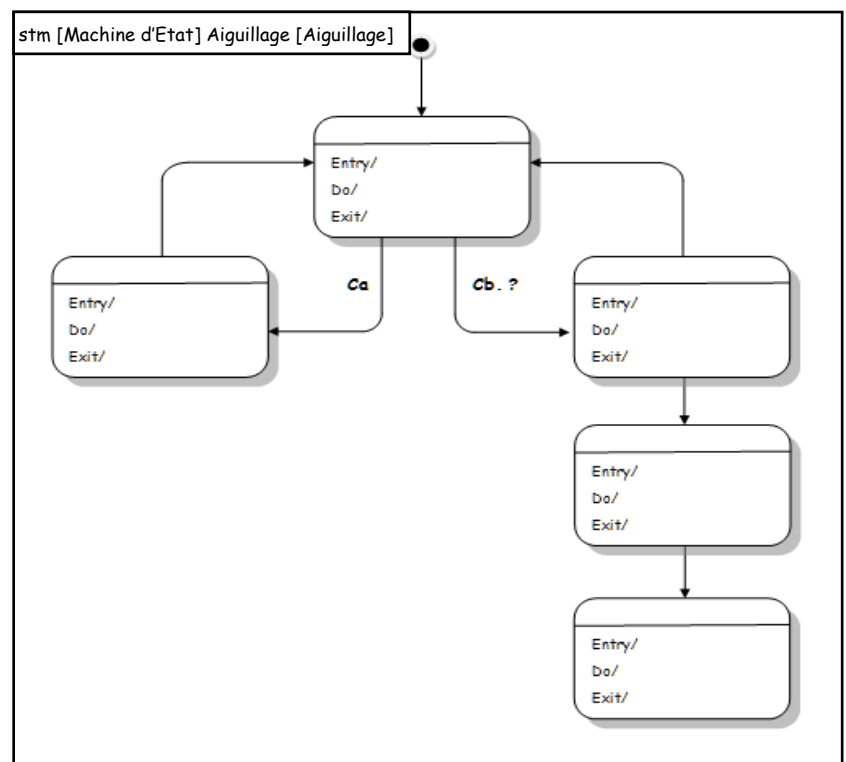 stm [Machine d'Etat] Aiguillage [Aiguillage]
Entry/
Do/
Exit/
Ca
Cb. ?
Entry/
Do/
Exit/
Entry/
Do/
Exit/
Entry/
Do/
Exit/
Entry/
Do/
Exit/